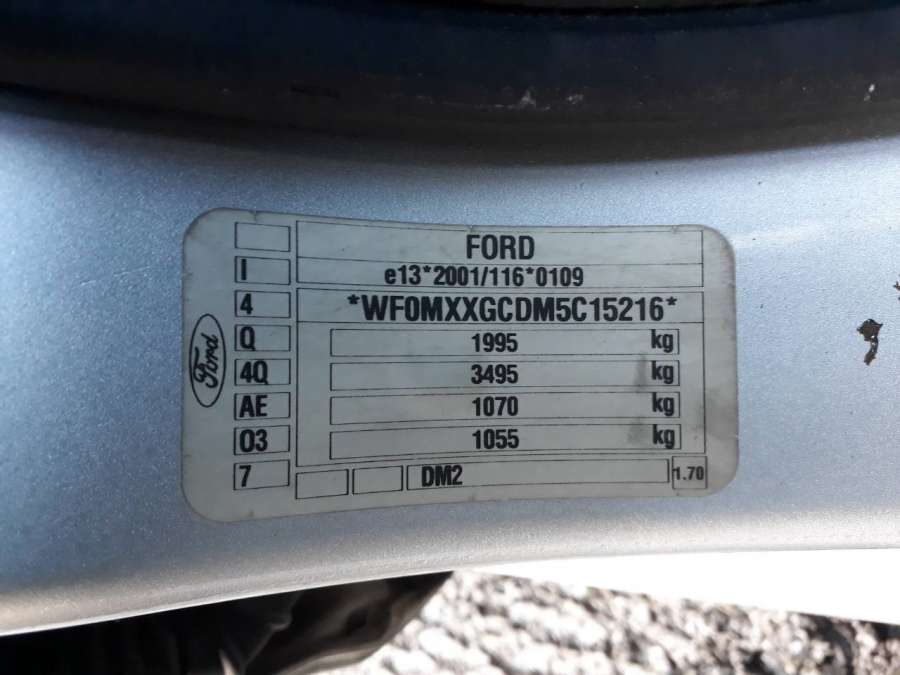 FORD
I e13*2001/116*0109
4 *WF0MXXGCDM5C15216*
Q 1995 kg
4Q 3495 kg
AE 1070 kg
O3 1055 kg
7 DM2 1.70
Ford